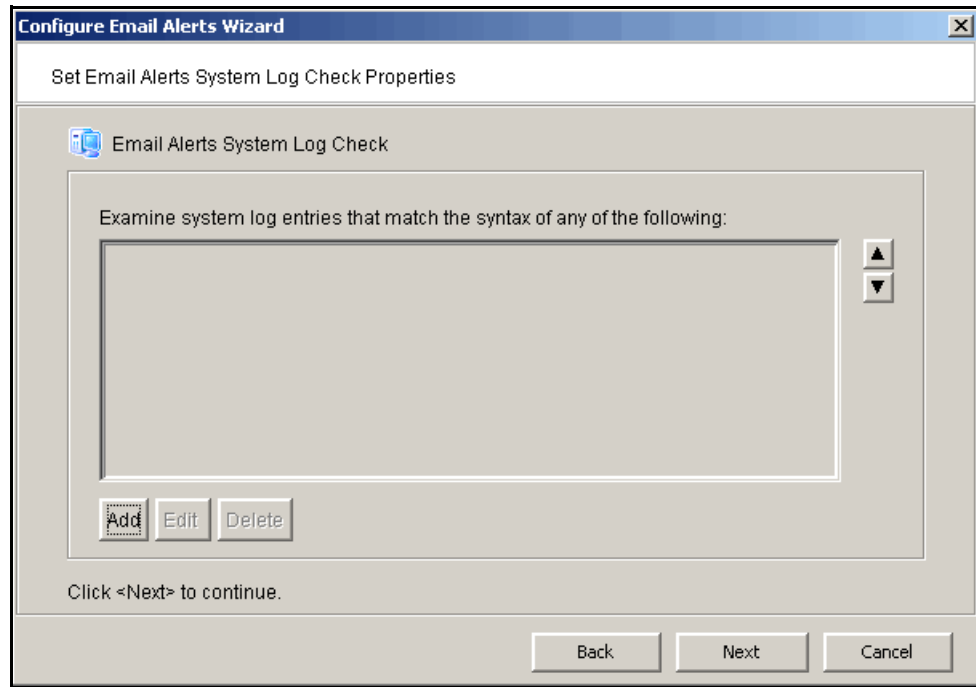 Configure Email Alerts Wizard
Set Email Alerts System Log Check Properties
Email Alerts System Log Check
Examine system log entries that match the syntax of any of the following:
Add Edit Delete
Click <Next> to continue.
Back Next Cancel